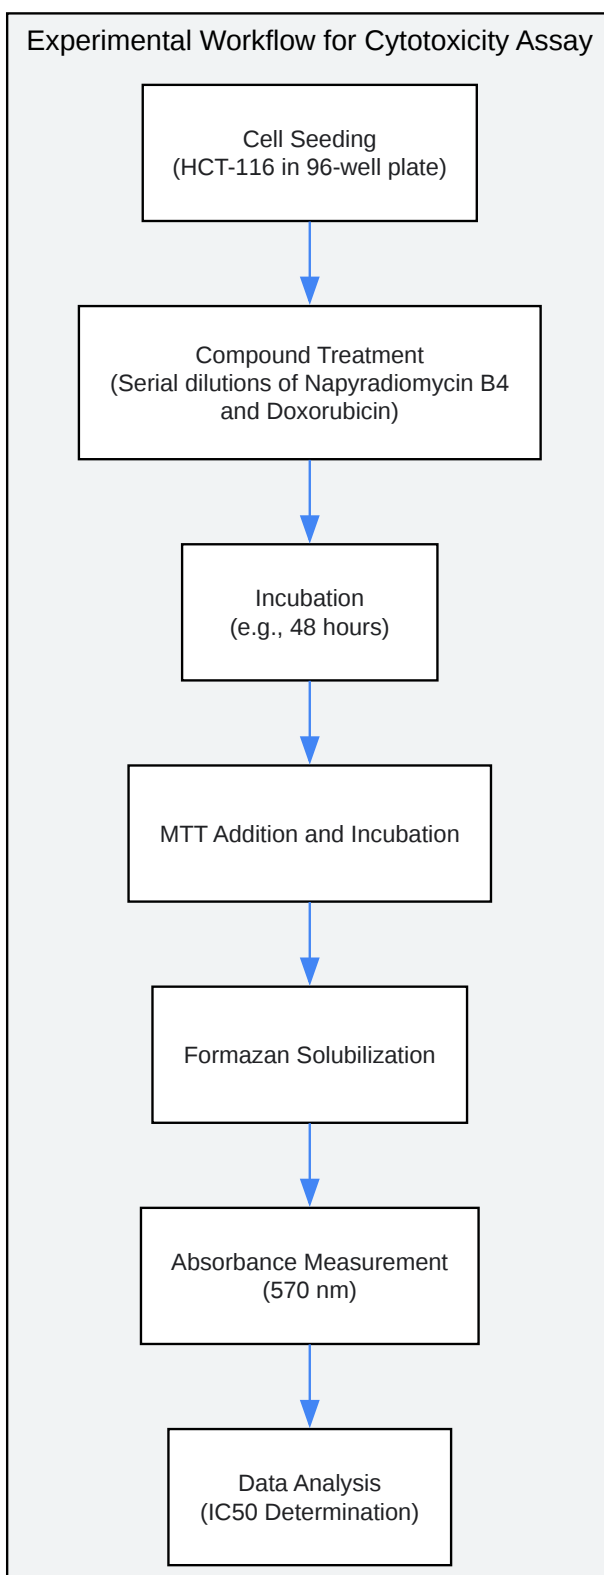 Experimental Workflow for Cytotoxicity Assay
Cell Seeding
(HCT-116 in 96-well plate)
Compound Treatment
(Serial dilutions of Napyradiomycin B4
and Doxorubicin)
Incubation
(e.g., 48 hours)
MTT Addition and Incubation
Formazan Solubilization
Absorbance Measurement
(570 nm)
Data Analysis
(IC50 Determination)